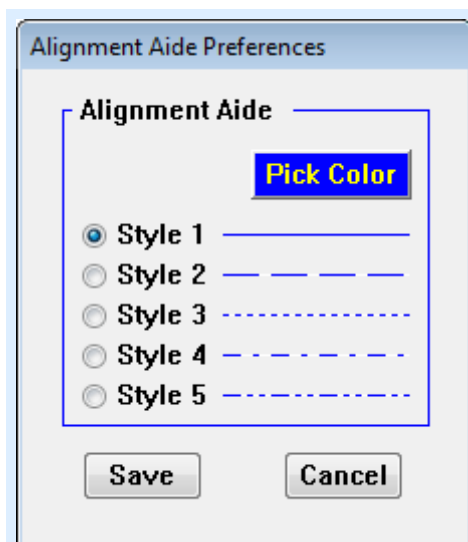 Alignment Aide Preferences
Alignment Aide
Pick Color
Style 1
Style 2
Style 3
Style 4
Style 5
Save Cancel